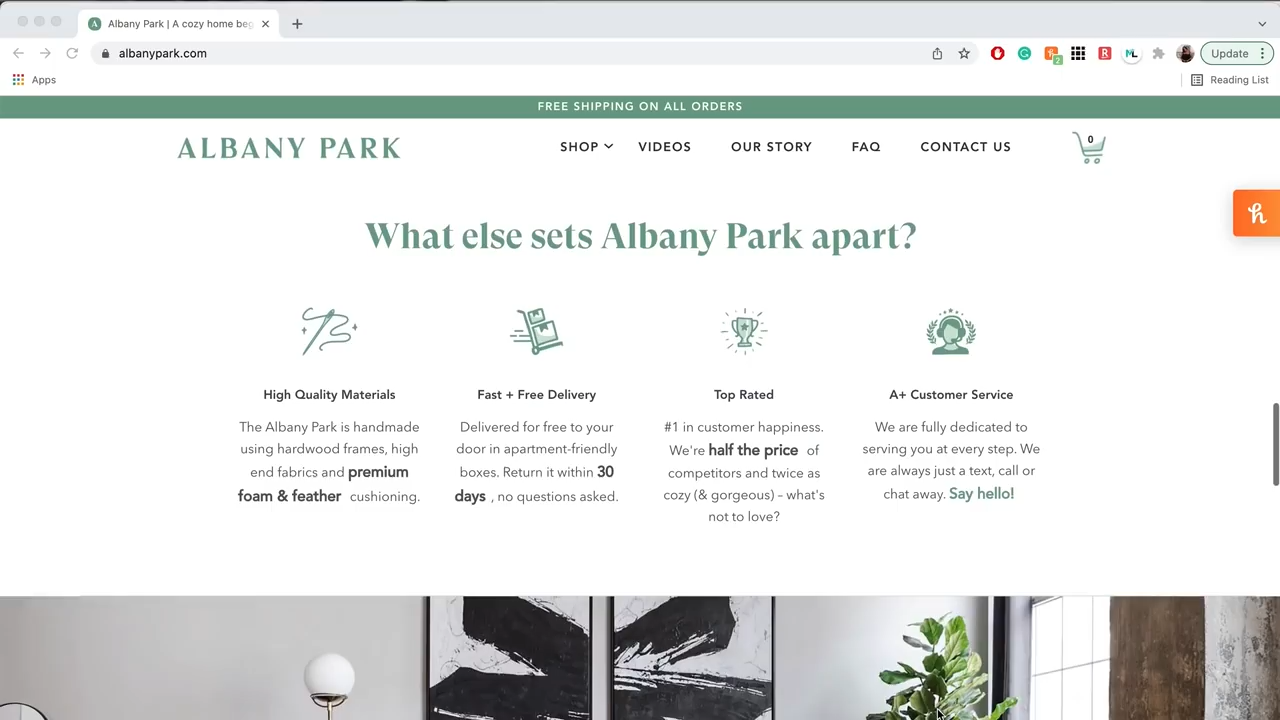 Albany Park | A cozy home beg
albanypark.com
2
R
ML
Update
Apps
Reading List
FREE SHIPPING ON ALL ORDERS
ALBANY PARK
SHOP
VIDEOS
OUR STORY
FAQ
CONTACT US
0
h
What else sets Albany Park apart?
High Quality Materials
The Albany Park is handmade
using hardwood frames, high
end fabrics and premium
foam & feather cushioning.
Fast + Free Delivery
Delivered for free to your
door in apartment-friendly
boxes. Return it within 30
days , no questions asked.
Top Rated
#1 in customer happiness.
We're half the price of
competitors and twice as
cozy (& gorgeous) – what's
not to love?
A+ Customer Service
We are fully dedicated to
serving you at every step. We
are always just a text, call or
chat away. Say hello!